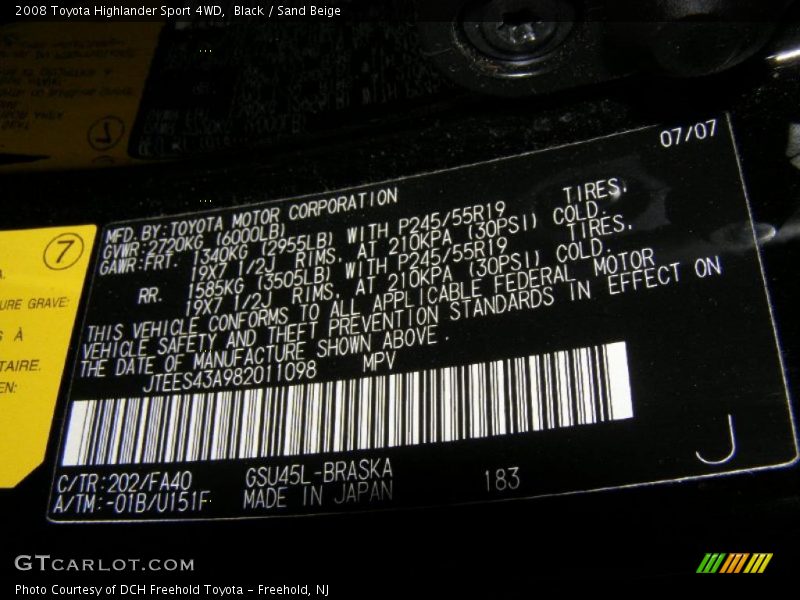 2008 Toyota Highlander Sport 4WD, Black / Sand Beige
07/07
MFD. BY: TOYOTA MOTOR CORPORATION
GVWR: 2720KG (6000LB)
GAWR: FRT. 1340KG (2955LB) WITH P245/55R19 TIRES,
19X7 1/2J RIMS, AT 210KPA (30PSI) COLD.
RR. 1585KG (3505LB) WITH P245/55R19 TIRES,
19X7 1/2J RIMS, AT 210KPA (30PSI) COLD.
THIS VEHICLE CONFORMS TO ALL APPLICABLE FEDERAL MOTOR
VEHICLE SAFETY AND THEFT PREVENTION STANDARDS IN EFFECT ON
THE DATE OF MANUFACTURE SHOWN ABOVE.
JTEES43A982011098 MPV
C/TR: 202/FA40 GSU45L-BRASKA 183
A/TM: -01B/U151F MADE IN JAPAN
J
7
URE GRAVE:
À
TAIRE.
EN:
GTCARLOT.COM
Photo Courtesy of DCH Freehold Toyota - Freehold, NJ